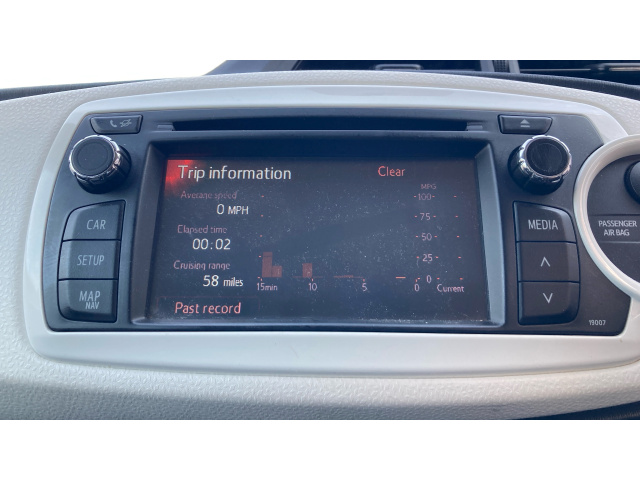 Trip information
Clear
Average speed
0 MPH
Elapsed time
00:02
Cruising range
58 miles
Past record
MPG
100
75
50
25
0
15min 10 5 0 Current
CAR
SETUP
MAP
NAV
MEDIA
19007
PASSENGER
AIR BAG